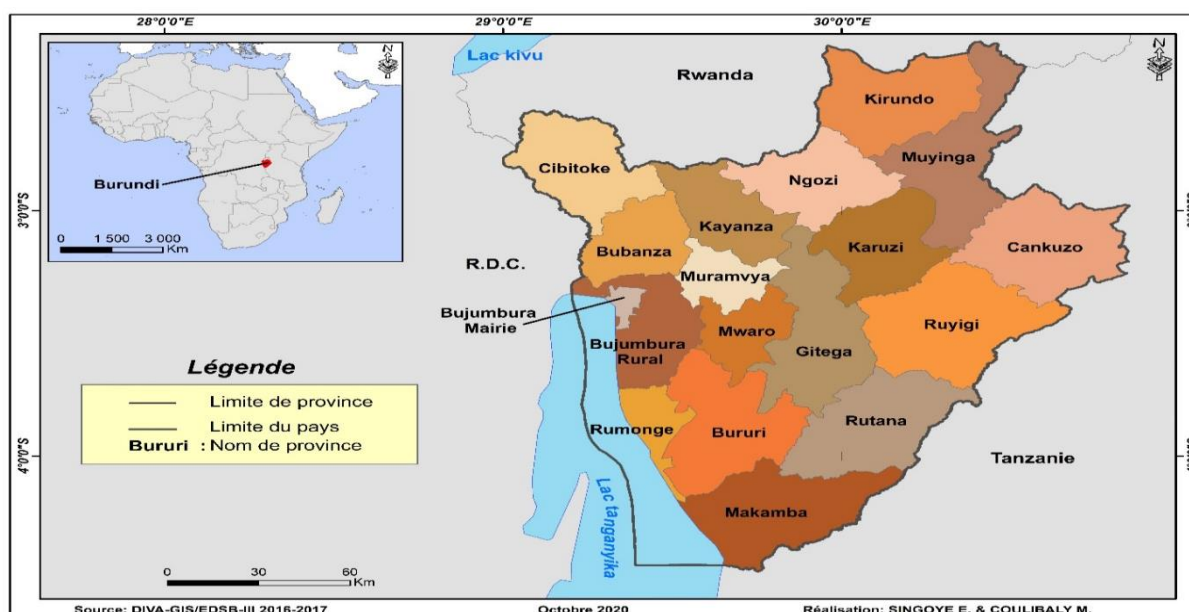 28°0'0"E 29°0'0"E 30°0'0"E
Lac kivu
N
N
Rwanda
Kirundo
Cibitoke
Muyinga
Burundi
Ngozi
3°0'0"S
Kayanza
0 1 500 3 000
Km
Bubanza
Karuzi
Cankuzo
R.D.C.
Muramvya
Bujumbura
Mairie
Ruyigi
Mwaro
Bujumbura
Rural
Gitega
Légende
Limite de province
Limite du pays
Bururi : Nom de province
Rumonge
Bururi
Rutana
4°0'0"S
Tanzanie
Lac tanganyika
Makamba
0 30 60
Km
Source: DIVA-GIS/EDSB-III 2016-2017 Octobre 2020 Réalisation: SINGOYE E. & COULIBALY M.